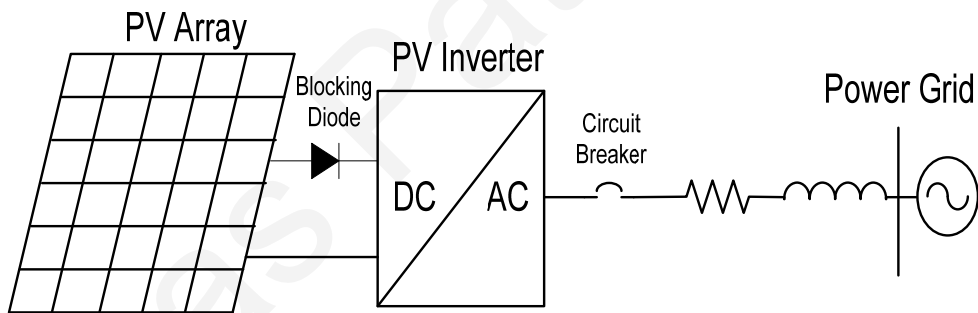 PV Array
PV Inverter
Blocking
Diode
Power Grid
Circuit
Breaker
DC
AC